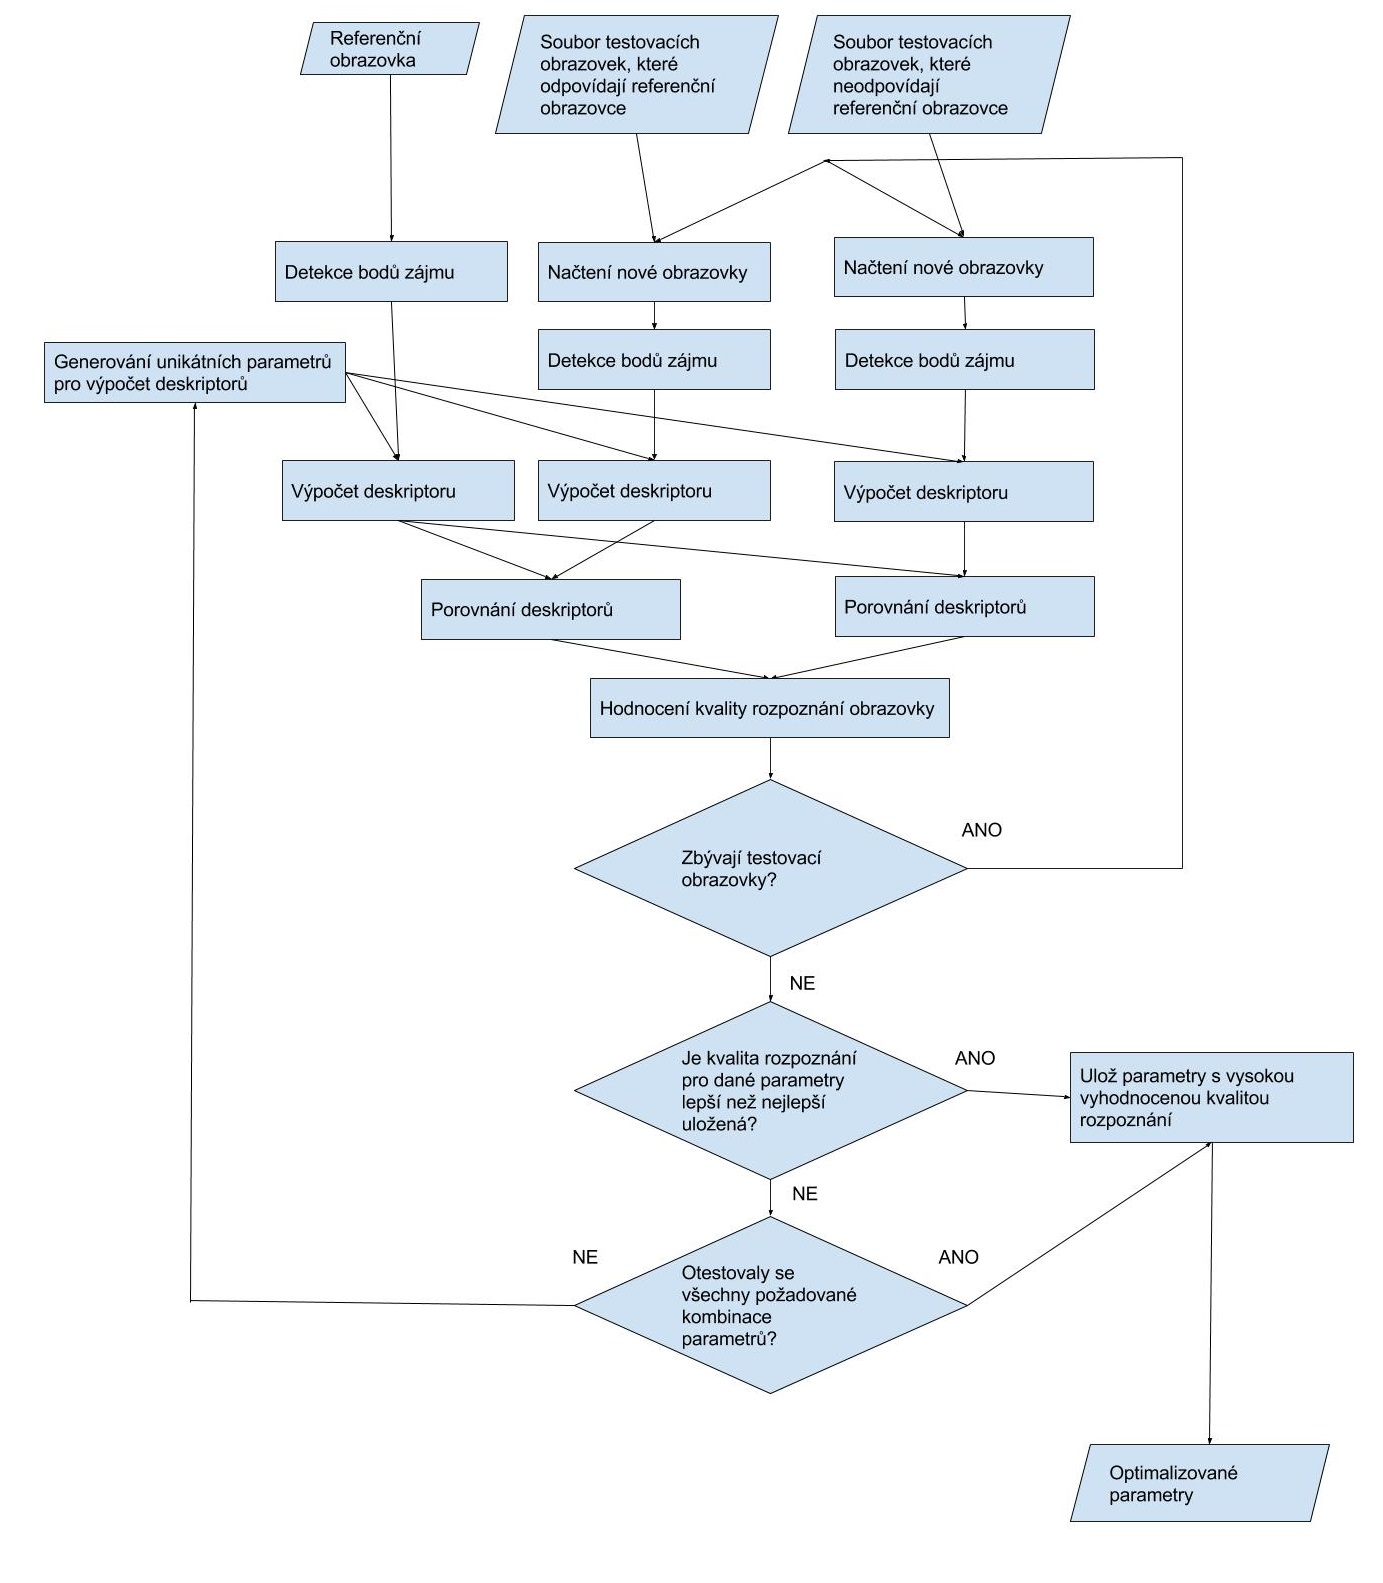 Referenční
obrazovka
Soubor testovacích
obrazovek, které
odpovídají referenční
obrazovce
Soubor testovacích
obrazovek, které
neodpovídají
referenční obrazovce
Detekce bodů zájmu
Načtení nové obrazovky
Načtení nové obrazovky
Generování unikátních parametrů
pro výpočet deskriptorů
Detekce bodů zájmu
Detekce bodů zájmu
Výpočet deskriptoru
Výpočet deskriptoru
Výpočet deskriptoru
Porovnání deskriptorů
Porovnání deskriptorů
Hodnocení kvality rozpoznání obrazovky
Zbývají testovací
obrazovky?
ANO
NE
Je kvalita rozpoznání
pro dané parametry
lepší než nejlepší
uložená?
ANO
Ulož parametry s vysokou
vyhodnocenou kvalitou
rozpoznání
NE
NE
Otestovaly se
všechny požadované
kombinace
parametrů?
ANO
Optimalizované
parametry